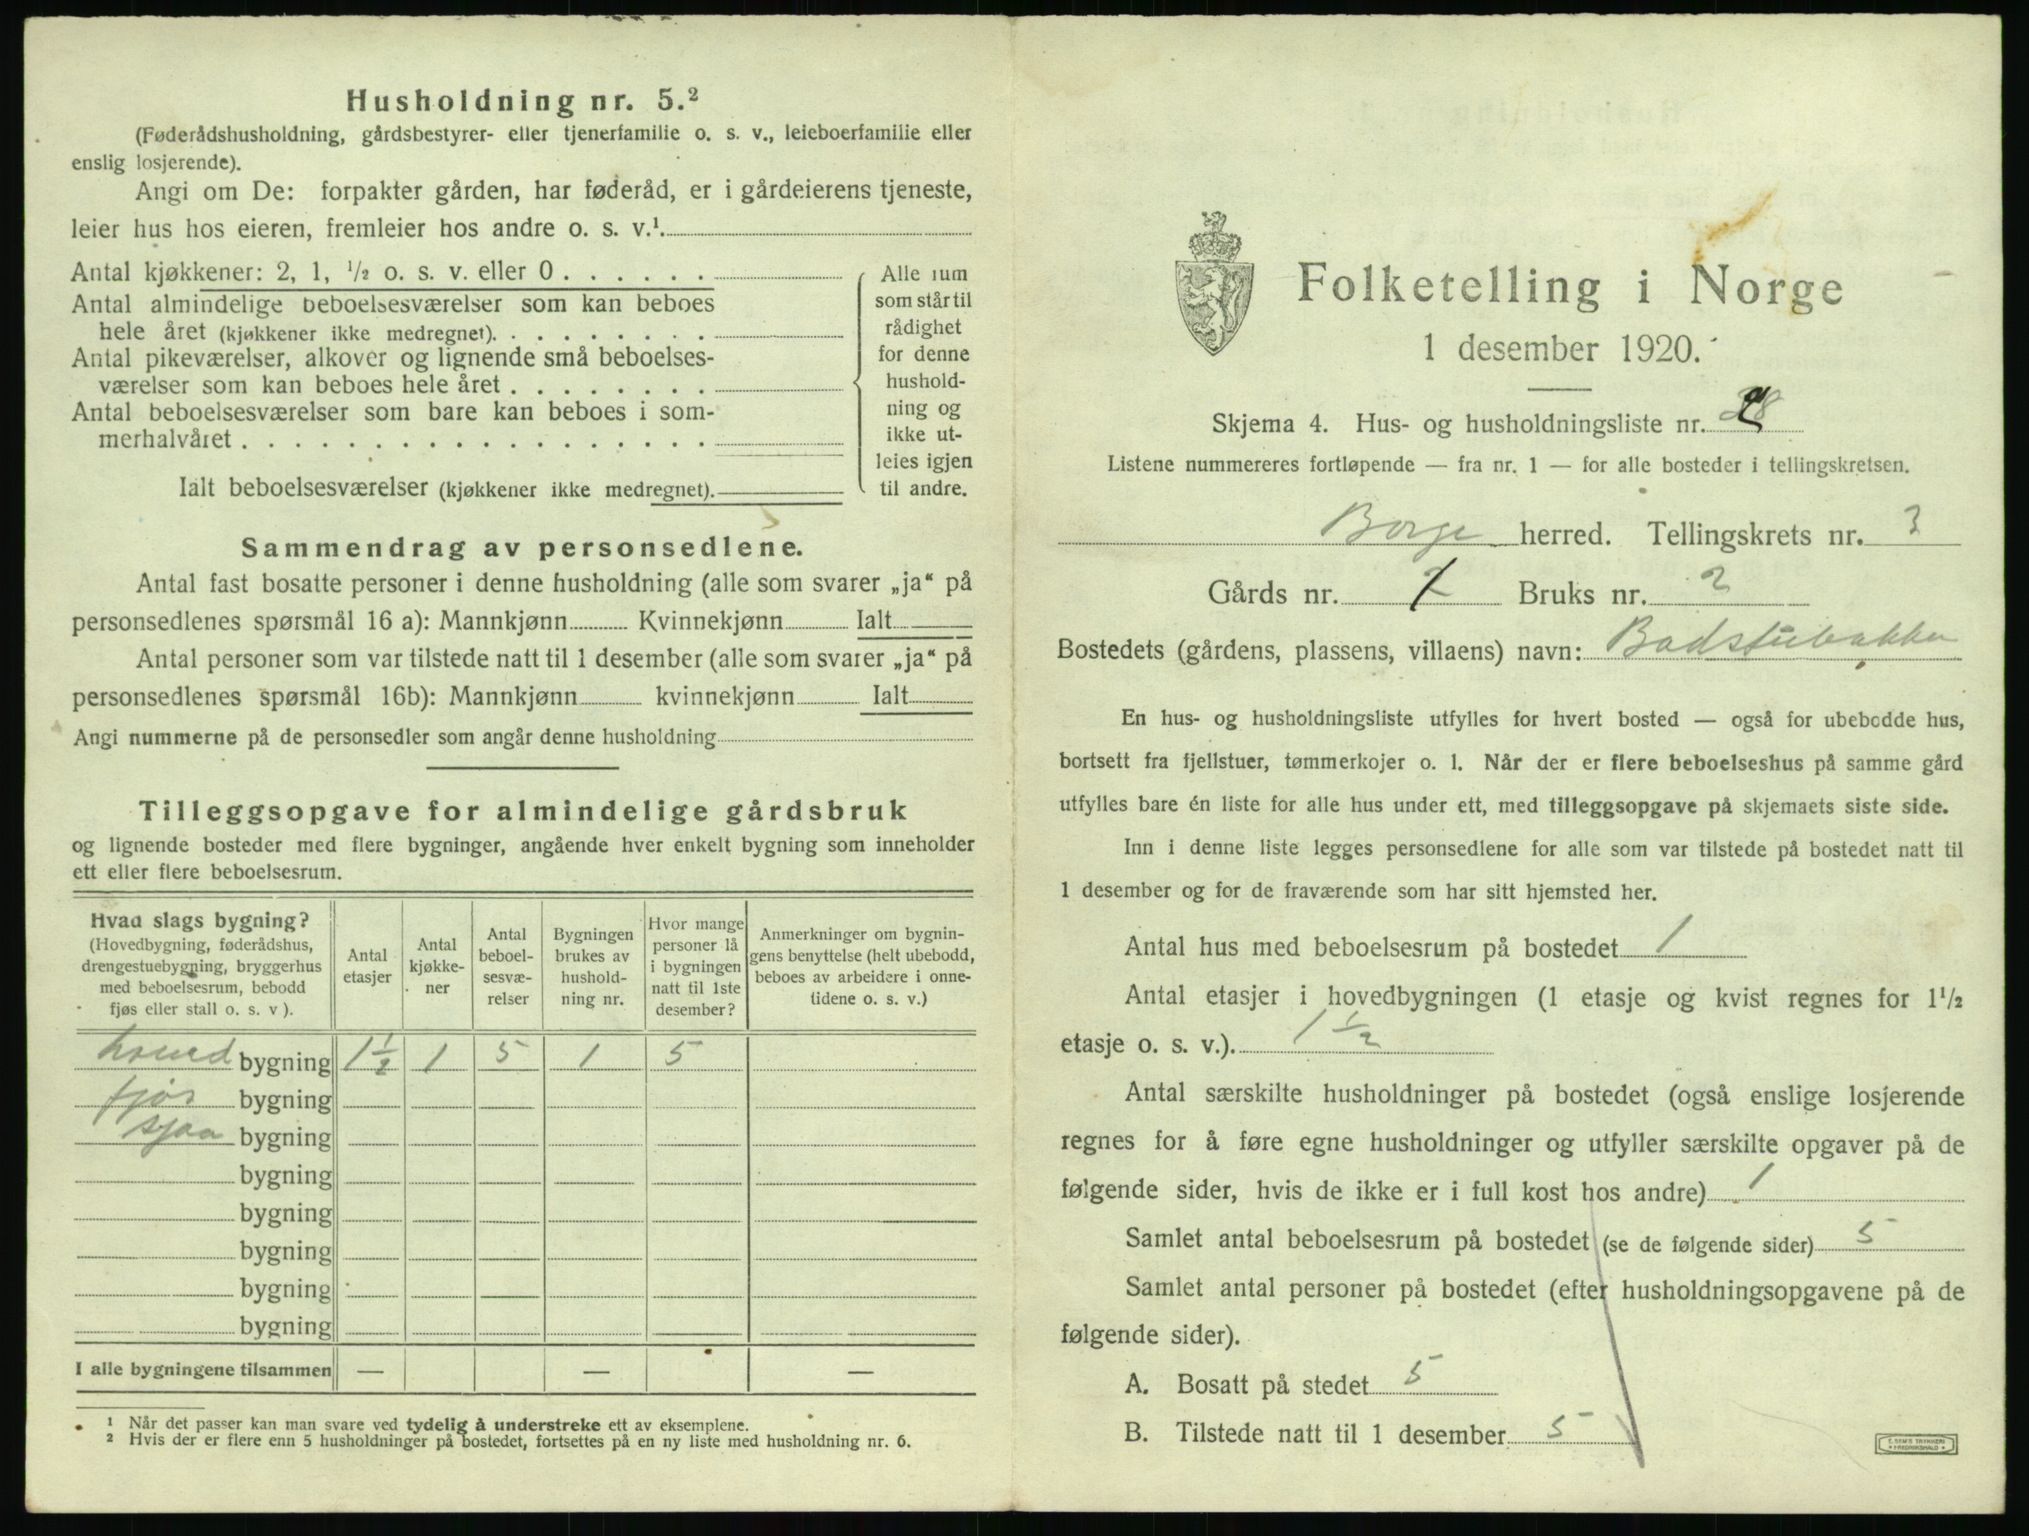 Husholdning nr. 5.²
(Føderådshusholdning, gårdsbestyrer- eller tjenerfamilie o. s. v., leieboerfamilie eller
enslig losjerende).
Angi om De: forpakter gården, har føderåd, er i gårdeierens tjeneste,
leier hus hos eieren, fremleier hos andre o. s. v.¹.
Antal kjøkkener: 2, 1, ½ o. s. v. eller 0 . . . . . .
Antal almindelige beboelsesværelser som kan beboes
hele året (kjøkkener ikke medregnet). . . . . . . . .
Antal pikeværelser, alkover og lignende små beboelses-
værelser som kan beboes hele året . . . . . . . .
Antal beboelsesværelser som bare kan beboes i som-
merhalvåret . . . . . . . . . . . . . . . . . .
Ialt beboelsesværelser (kjøkkener ikke medregnet).
Alle rum
som står til
rådighet
for denne
hushold-
ning og
ikke ut-
leies igjen
til andre.
Sammendrag av personsedlene.
Antal fast bosatte personer i denne husholdning (alle som svarer „ja“ på
personsedlenes spørsmål 16 a): Mannkjønn Kvinnekjønn Ialt
Antal personer som var tilstede natt til 1 desember (alle som svarer „ja“ på
personsedlenes spørsmål 16b): Mannkjønn kvinnekjønn Ialt
Angi nummerne på de personsedler som angår denne husholdning
Tilleggsopgave for almindelige gårdsbruk
og lignende bosteder med flere bygninger, angående hver enkelt bygning som inneholder
ett eller flere beboelsesrum.
Hvad slags bygning?
(Hovedbygning, føderådshus,
drengestuebygning, bryggerhus
med beboelsesrum, bebodd
fjøs eller stall o. s. v ).
Antal
etasjer
Antal
kjøkke-
ner
Antal
beboel-
sesvæ-
relser
Bygningen
brukes av
hushold-
ning nr.
Hvor mange
personer lå
i bygningen
natt til 1ste
desember?
Anmerkninger om bygnin-
gens benyttelse (helt ubebodd,
beboes av arbeidere i onne-
tidene o. s. v.)
hoved bygning 1½ 1 5 1 5
fjøs bygning
sjaa bygning
bygning
bygning
bygning
bygning
bygning
I alle bygningene tilsammen — — —
¹ Når det passer kan man svare ved tydelig å understreke ett av eksemplene.
² Hvis der er flere enn 5 husholdninger på bostedet, fortsettes på en ny liste med husholdning nr. 6.
Folketelling i Norge
1 desember 1920.
Skjema 4. Hus- og husholdningsliste nr.
Listene nummereres fortløpende — fra nr. 1 — for alle bosteder i tellingskretsen.
Borge herred. Tellingskrets nr. 3
Gårds nr. Bruks nr. 2
Bostedets (gårdens, plassens, villaens) navn: Badstubakken
En hus- og husholdningsliste utfylles for hvert bosted — også for ubebodde hus,
bortsett fra fjellstuer, tømmerkojer o. l. Når der er flere beboelseshus på samme gård
utfylles bare én liste for alle hus under ett, med tilleggsopgave på skjemaets siste side.
Inn i denne liste legges personsedlene for alle som var tilstede på bostedet natt til
1 desember og for de fraværende som har sitt hjemsted her.
Antal hus med beboelsesrum på bostedet 1
Antal etasjer i hovedbygningen (1 etasje og kvist regnes for 1½
etasje o. s. v.). 1½
Antal særskilte husholdninger på bostedet (også enslige losjerende
regnes for å føre egne husholdninger og utfyller særskilte opgaver på de
følgende sider, hvis de ikke er i full kost hos andre) 1
Samlet antal beboelsesrum på bostedet (se de følgende sider) 5
Samlet antal personer på bostedet (efter husholdningsopgavene på de
følgende sider).
A. Bosatt på stedet 5
B. Tilstede natt til 1 desember 5